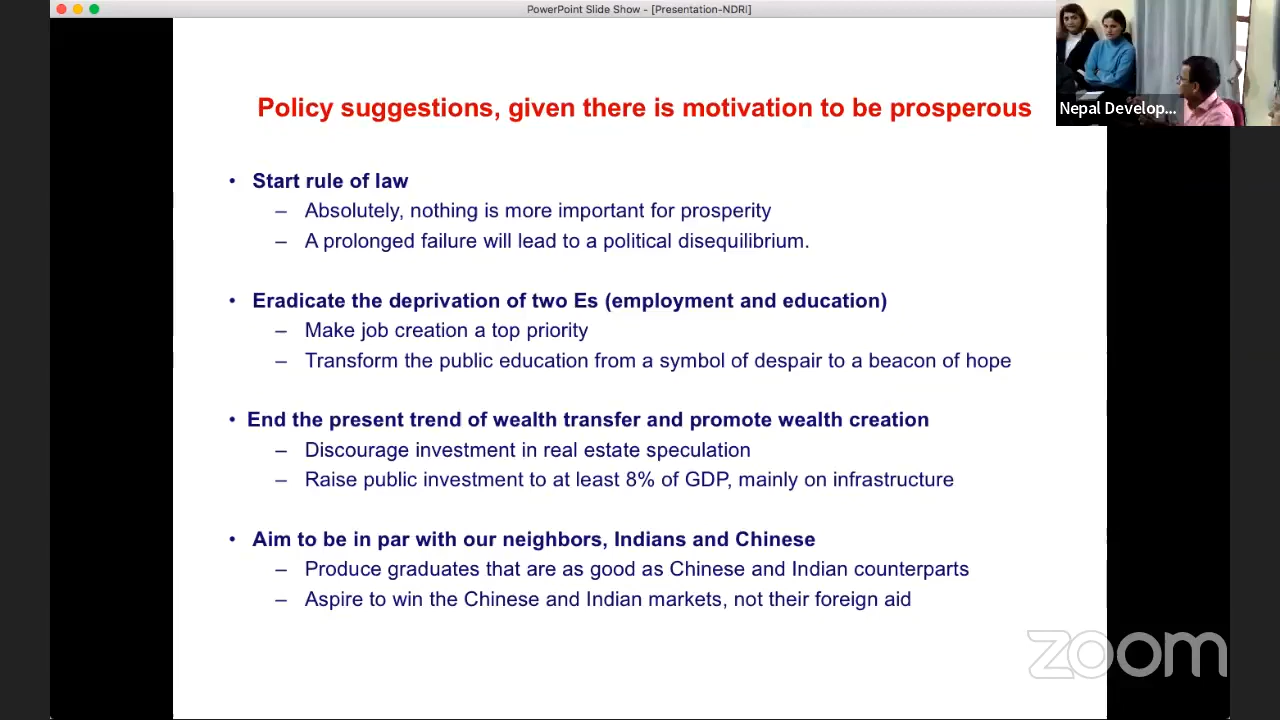 PowerPoint Slide Show - [Presentation-NDRI]
Nepal Develop...
Policy suggestions, given there is motivation to be prosperous
• Start rule of law
– Absolutely, nothing is more important for prosperity
– A prolonged failure will lead to a political disequilibrium.
• Eradicate the deprivation of two Es (employment and education)
– Make job creation a top priority
– Transform the public education from a symbol of despair to a beacon of hope
• End the present trend of wealth transfer and promote wealth creation
– Discourage investment in real estate speculation
– Raise public investment to at least 8% of GDP, mainly on infrastructure
• Aim to be in par with our neighbors, Indians and Chinese
– Produce graduates that are as good as Chinese and Indian counterparts
– Aspire to win the Chinese and Indian markets, not their foreign aid
zoom